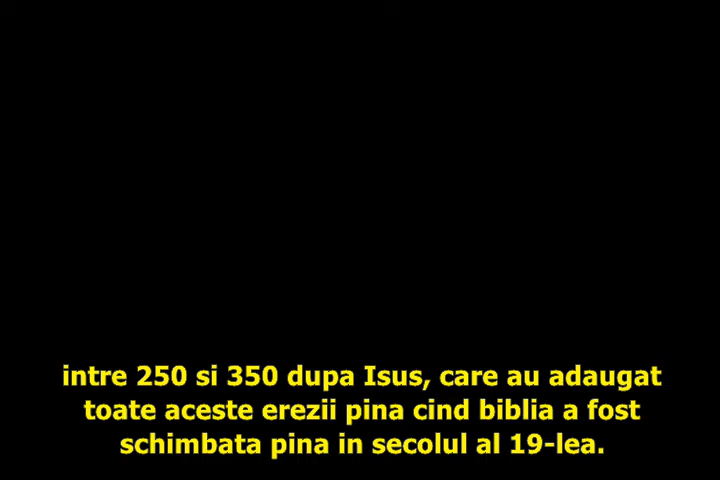 intre 250 si 350 dupa Isus, care au adaugat
toate aceste erezii pina cind biblia a fost
schimbata pina in secolul al 19-lea.